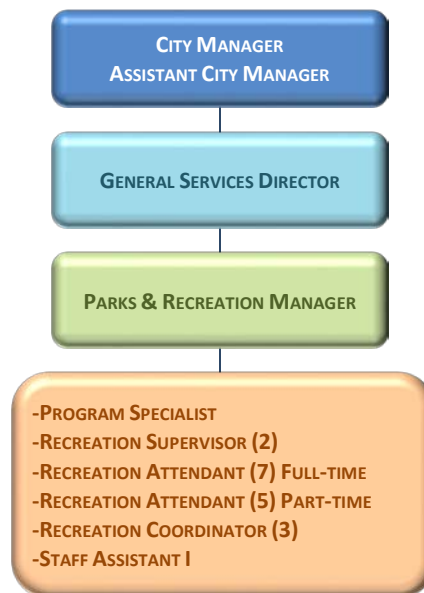 City Manager
Assistant City Manager
General Services Director
Parks & Recreation Manager
-Program Specialist
-Recreation Supervisor (2)
-Recreation Attendant (7) Full-time
-Recreation Attendant (5) Part-time
-Recreation Coordinator (3)
-Staff Assistant I